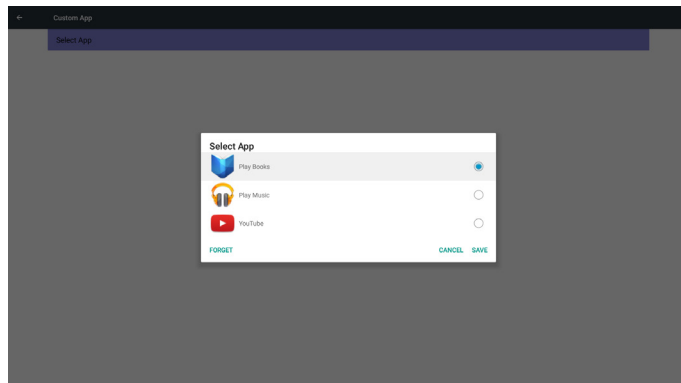 Custom App
Select App
Select App
Play Books
Play Music
YouTube
FORGET CANCEL SAVE